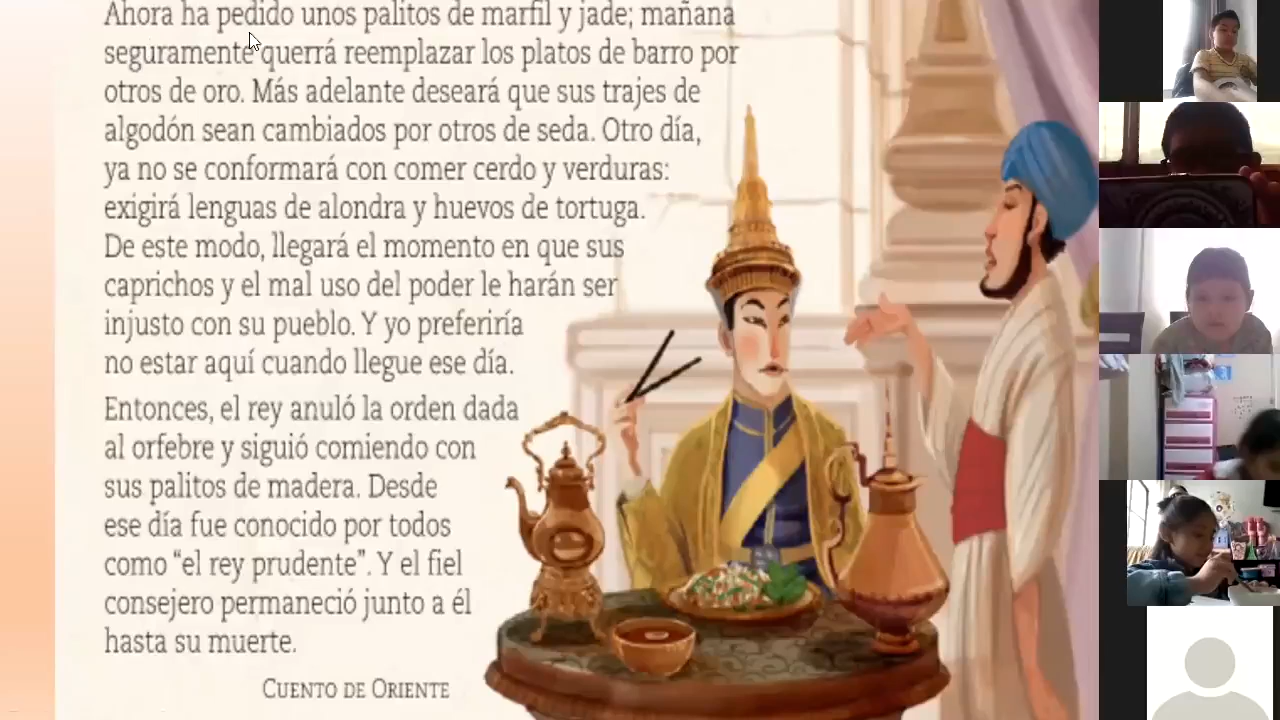 Ahora ha pedido unos palitos de marfil y jade; mañana
seguramente querrá reemplazar los platos de barro por
otros de oro. Más adelante deseará que sus trajes de
algodón sean cambiados por otros de seda. Otro día,
ya no se conformará con comer cerdo y verduras:
exigirá lenguas de alondra y huevos de tortuga.
De este modo, llegará el momento en que sus
caprichos y el mal uso del poder le harán ser
injusto con su pueblo. Y yo preferiría
no estar aquí cuando llegue ese día.
Entonces, el rey anuló la orden dada
al orfebre y siguió comiendo con
sus palitos de madera. Desde
ese día fue conocido por todos
como “el rey prudente”. Y el fiel
consejero permaneció junto a él
hasta su muerte.
CUENTO DE ORIENTE